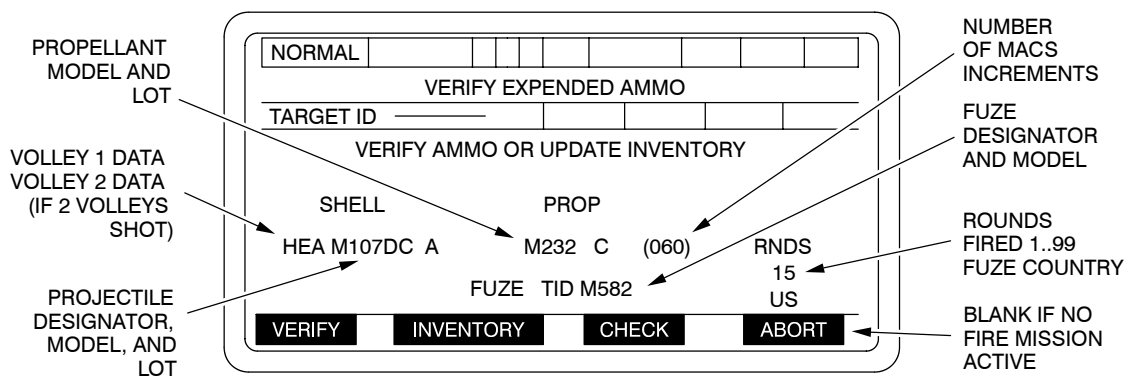 PROPELLANT
MODEL AND
LOT
VOLLEY 1 DATA
VOLLEY 2 DATA
(IF 2 VOLLEYS
SHOT)
PROJECTILE
DESIGNATOR,
MODEL, AND
LOT
NORMAL
VERIFY EXPENDED AMMO
TARGET ID
VERIFY AMMO OR UPDATE INVENTORY
SHELL PROP
HEA M107DC A M232 C (060) RNDS
15
FUZE TID M582
US
VERIFY INVENTORY CHECK ABORT
NUMBER
OF MACS
INCREMENTS
FUZE
DESIGNATOR
AND MODEL
ROUNDS
FIRED 1..99
FUZE COUNTRY
BLANK IF NO
FIRE MISSION
ACTIVE